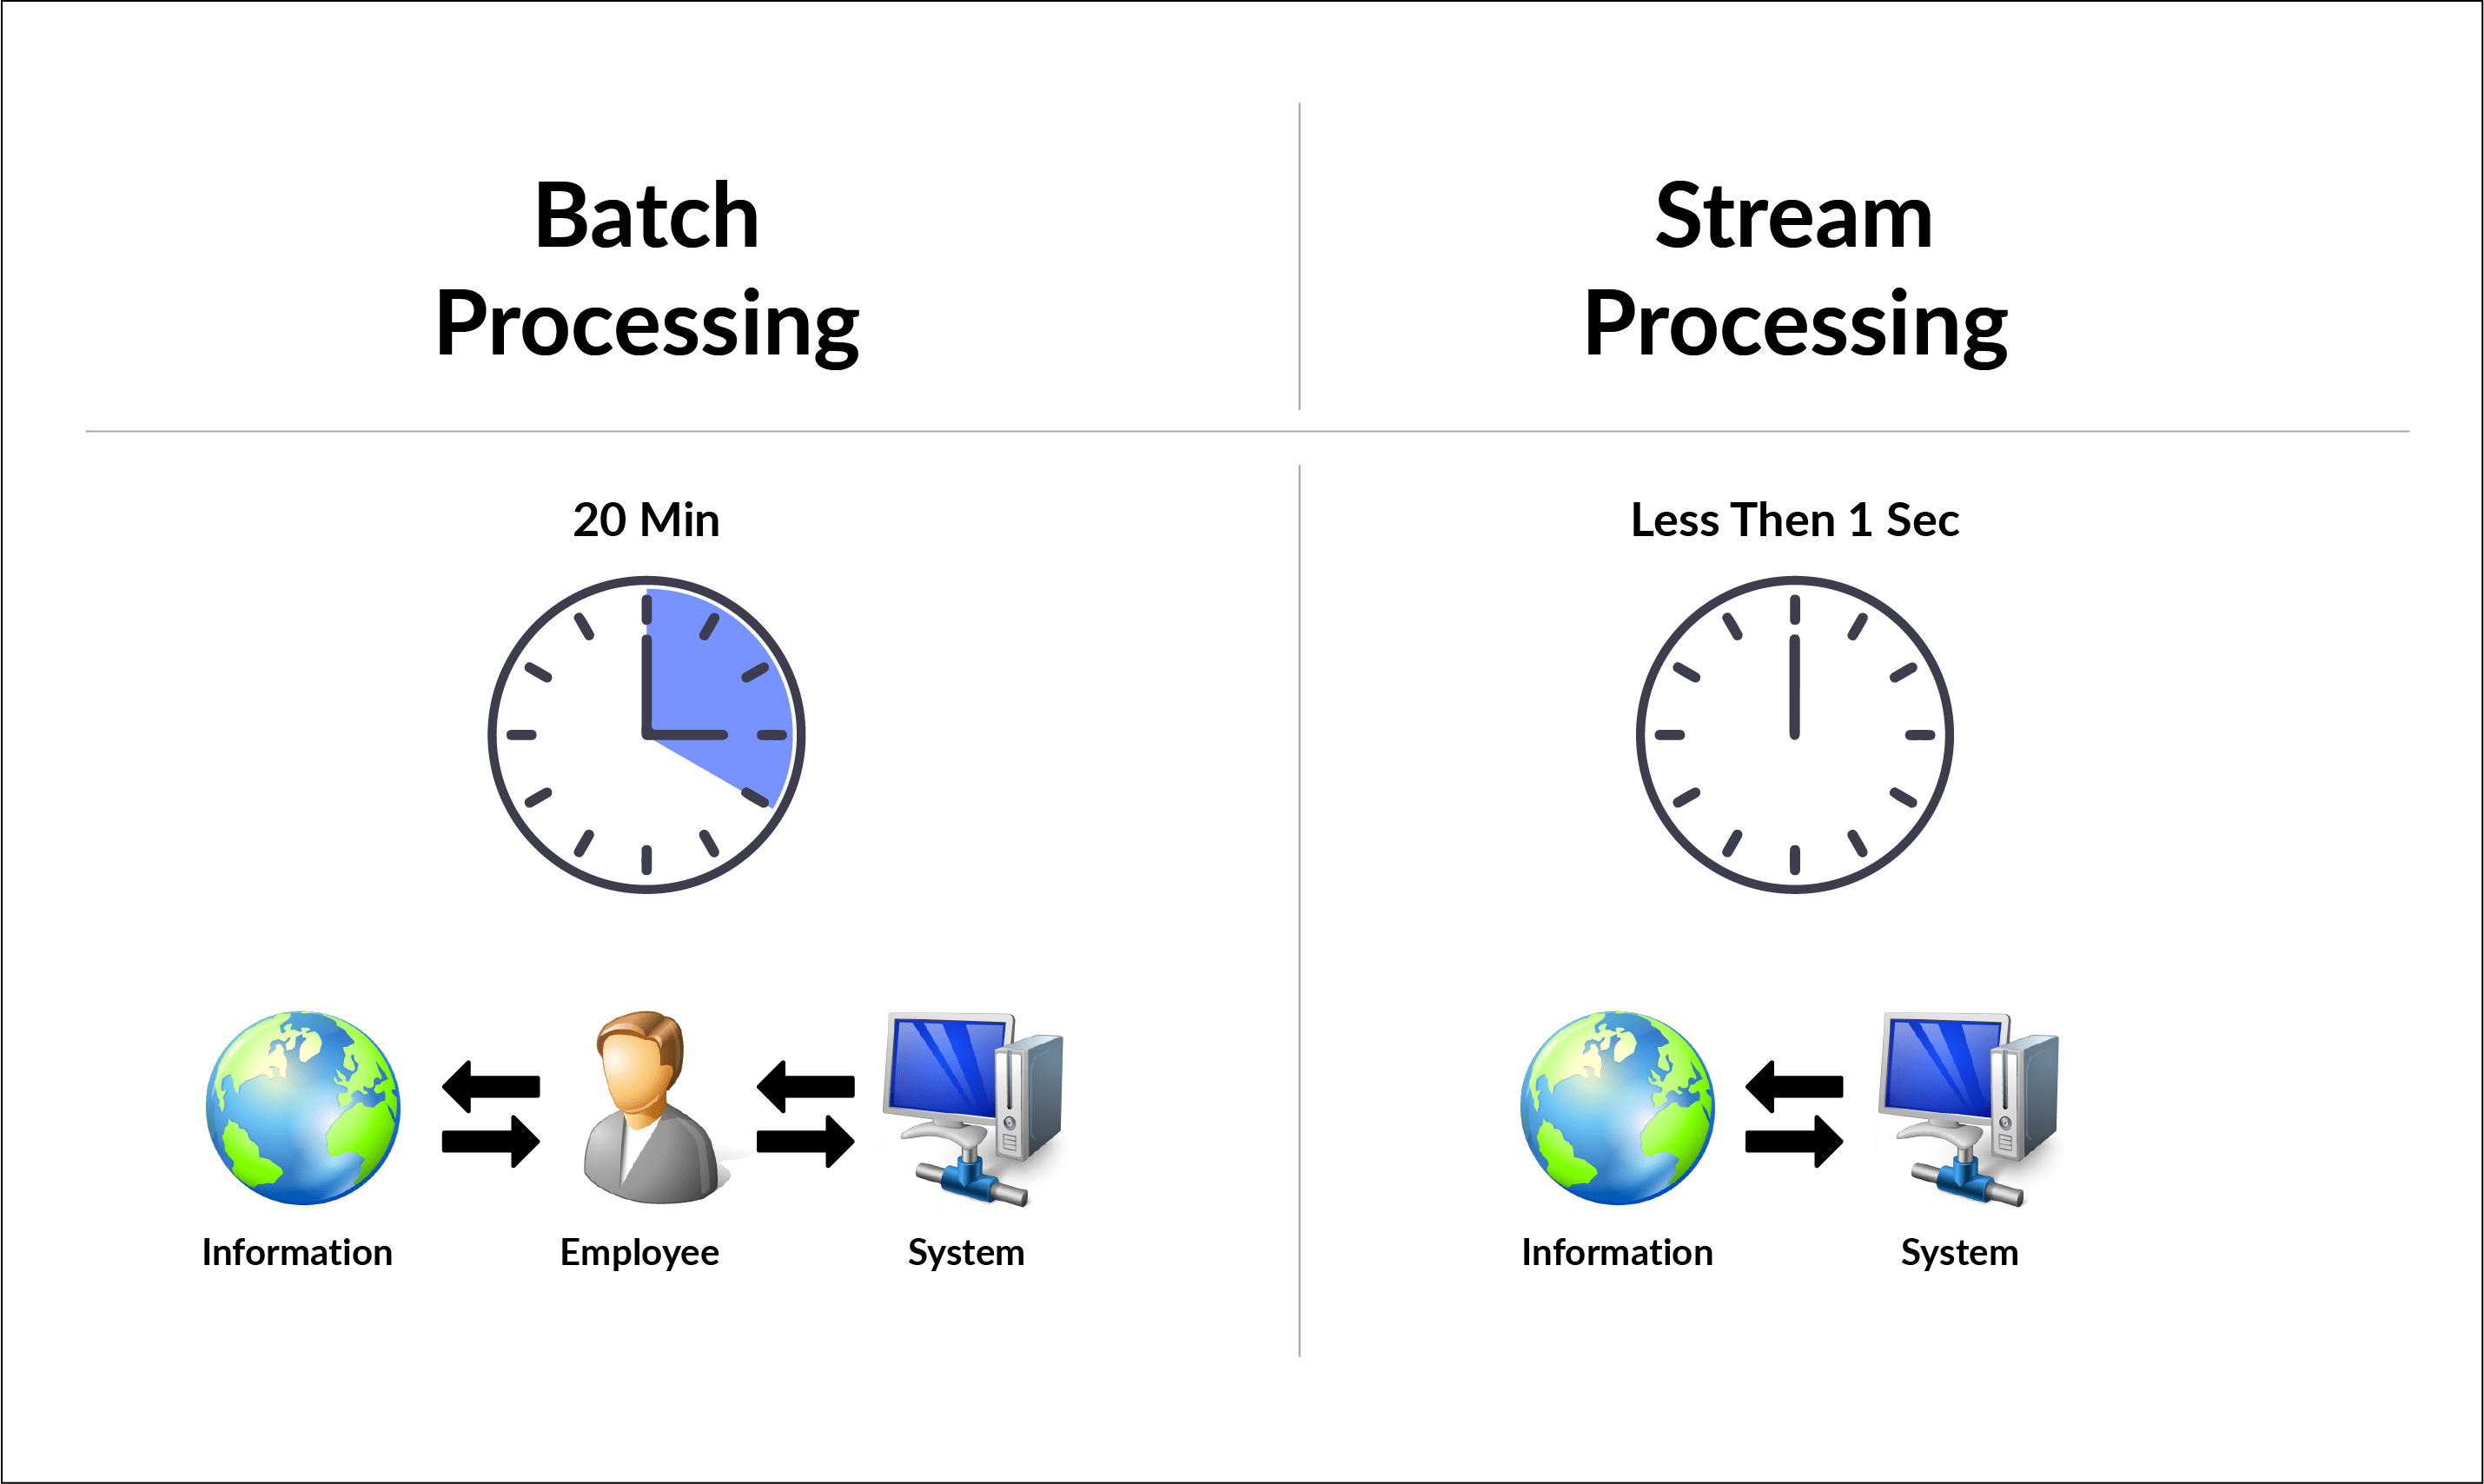 Batch
Processing
Stream
Processing
20 Min
Less Then 1 Sec
Information
Employee
System
Information
System